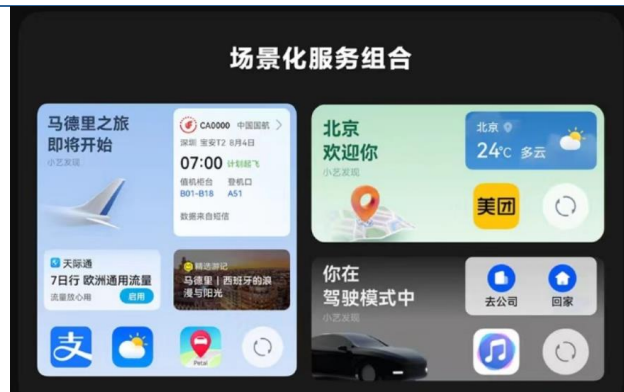 场景化服务组合
马德里之旅
即将开始
小艺发现
CA0000 中国国航
深圳 宝安T2 8月4日
07:00 计划起飞
值机柜台 登机口
B01-B18 A51
数据来自短信
天际通
7日行 欧洲通用流量
流量放心用 启用
精选游记
马德里|西班牙的浪
漫与阳光
支
Petal
北京
欢迎你
小艺发现
北京
24°C 多云
美团
你在
驾驶模式中
小艺发现
去公司 回家